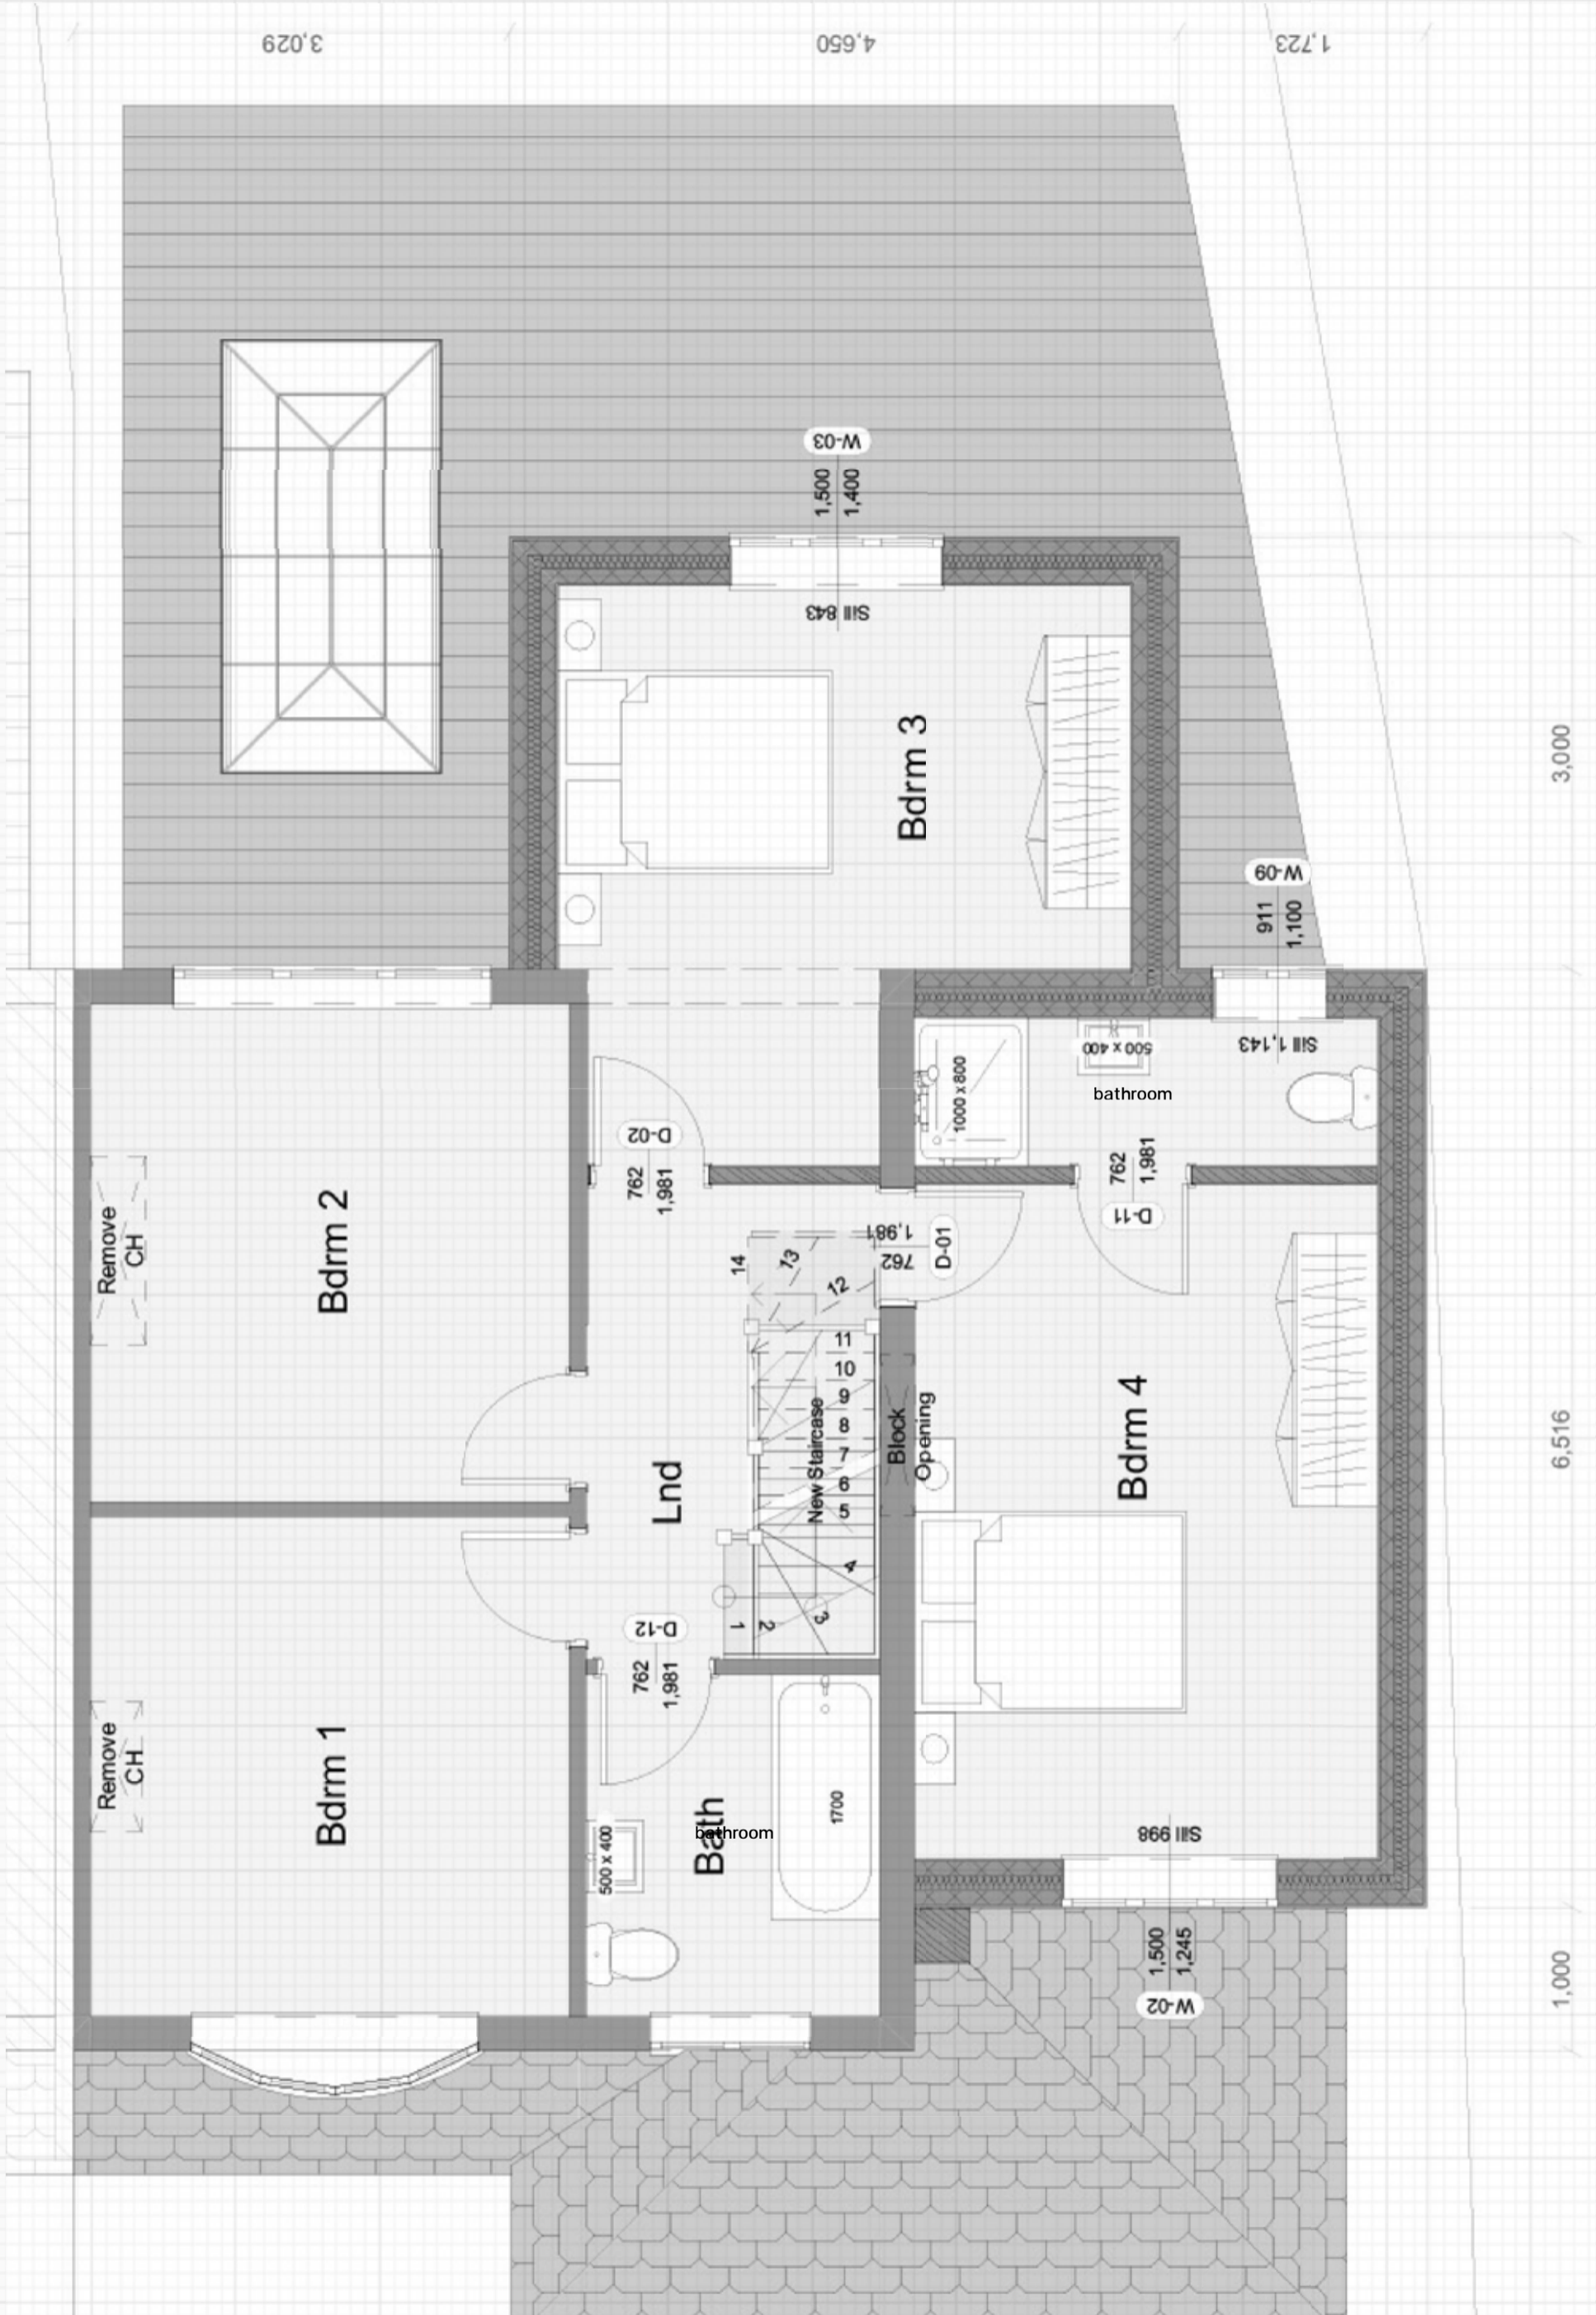 3,029
4,650
1,723
W-03
1,500
1,400
Sill 843
Bdrm 3
3,000
W-09
911
1,100
Sill 1,143
500 x 400
1000 x 800
bathroom
D-02
762
1,981
762
1,981
D-11
1,981
762
D-01
Remove
CH
Bdrm 2
14
13
12
11
10
9
8
7
6
5
4
3
2
1
New Staircase
Block
Opening
Lnd
Bdrm 4
6,516
D-12
762
1,981
Remove
CH
Bdrm 1
500 x 400
Bath
bathroom
1700
Sill 998
1,500
1,245
W-02
1,000